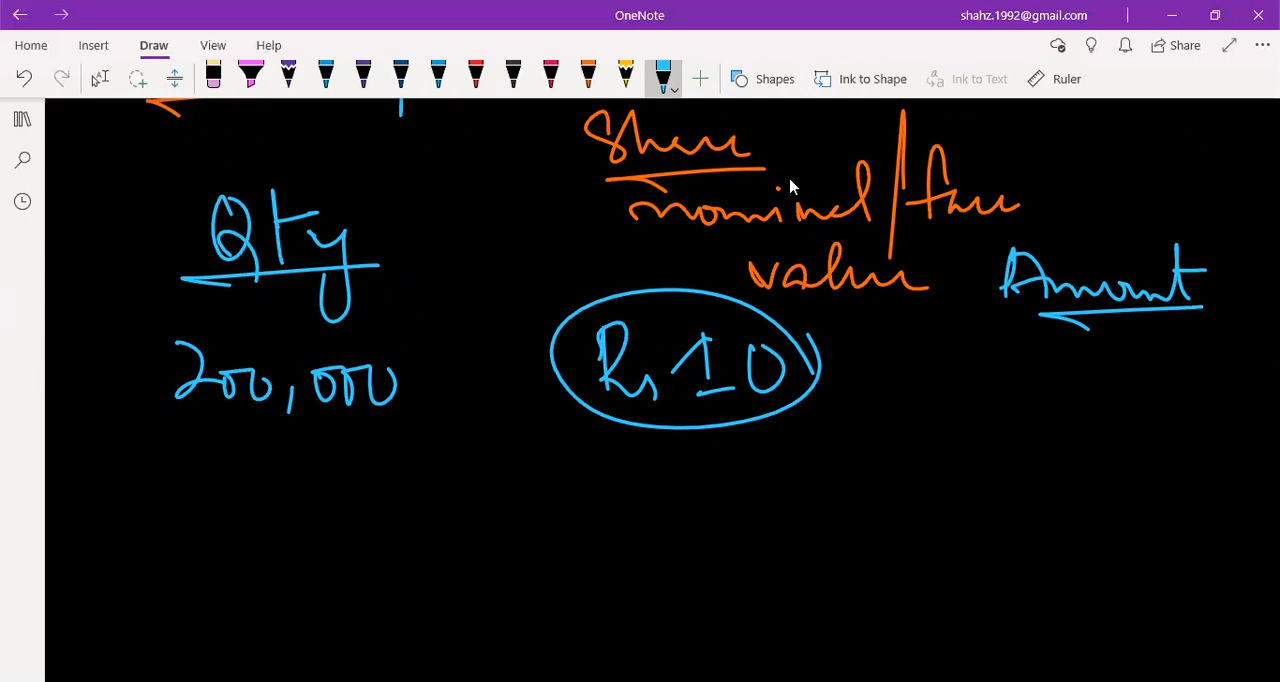 OneNote
shahz.1992@gmail.com
Home Insert Draw View Help
Share
Shapes Ink to Shape Ink to Text Ruler
Share
nominal/face
value
Qty
Amount
200,000
Rs 10